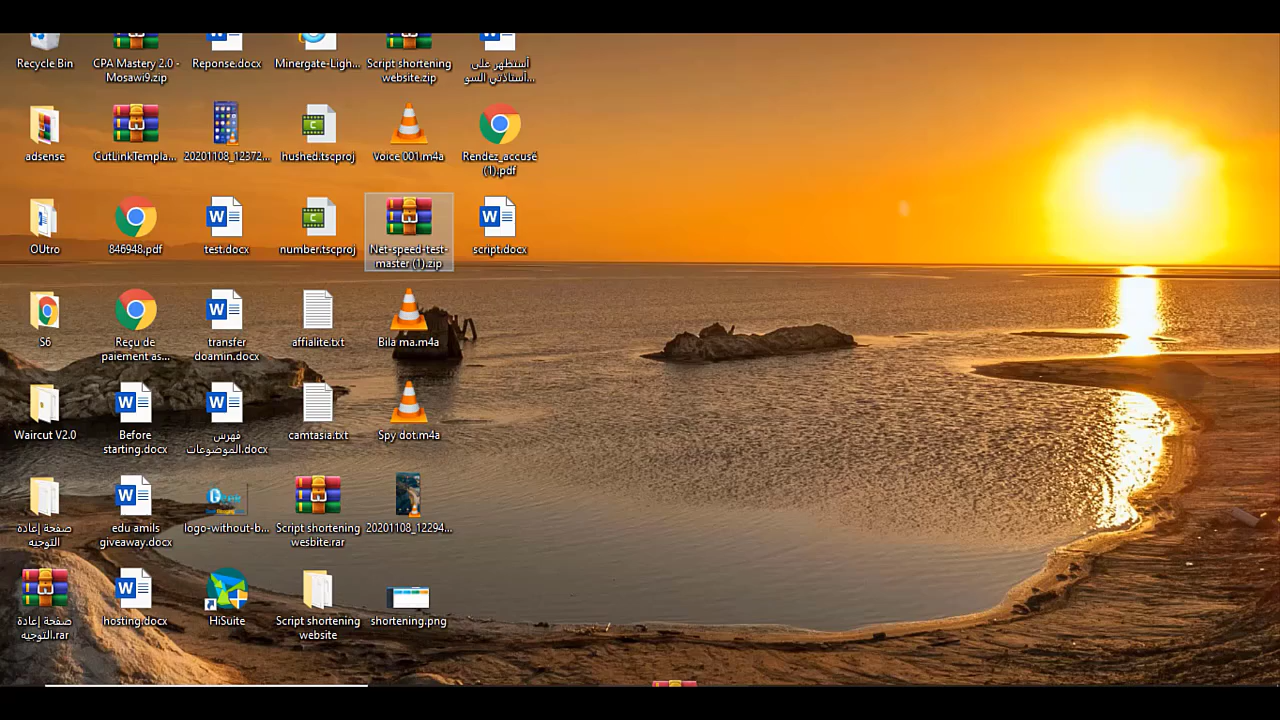 Recycle Bin
CPA Mastery 2.0 -
Mosawi9.zip
Reponse.docx
Minergate-Ligh...
Script shortening
website.zip
أستظهر على
أستاذتي السو...
adsense
CutLinkTempla...
20201108_12372...
hushed.tscproj
Voice 001.m4a
Rendez_accusé
(1).pdf
OUtro
846948.pdf
test.docx
number.tscproj
Net-speed-test-
master (1).zip
script.docx
S6
Reçu de
paiement as...
transfer
doamin.docx
affialite.txt
Bila ma.m4a
Waircut V2.0
Before
starting.docx
فهرس
الموضوعات.docx
camtasia.txt
Spy dot.m4a
صفحة إعادة
التوجيه
edu amils
giveaway.docx
logo-without-b...
Script shortening
wesbite.rar
20201108_12294...
صفحة إعادة
التوجيه.rar
hosting.docx
HiSuite
Script shortening
website
shortening.png